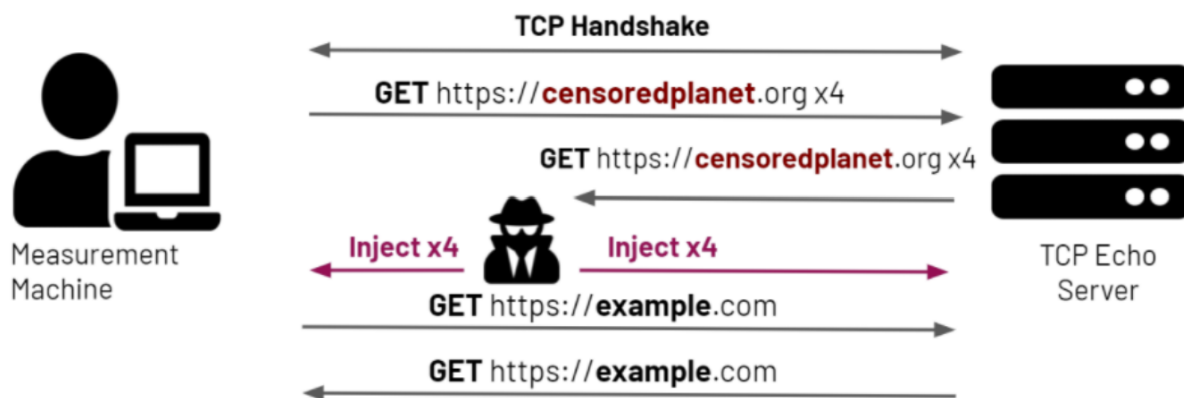 TCP Handshake
GET https://censoredplanet.org x4
GET https://censoredplanet.org x4
Inject x4
Inject x4
Measurement
Machine
TCP Echo
Server
GET https://example.com
GET https://example.com